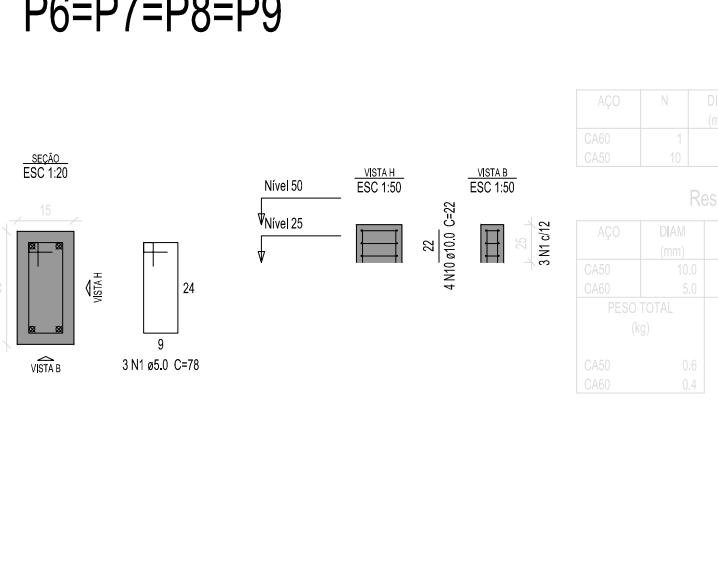 P6=P7=P8=P9
SEÇÃO
ESC 1:20
15
VISTA H
VISTA B
24
9
3 N1 ø5.0 C=78
Nível 50
Nível 25
VISTA H
ESC 1:50
22
4 N10 ø10.0 C=22
VISTA B
ESC 1:50
25
3 N1 c/12
AÇO N
CA60 1
CA50 10
AÇO DIAM
(mm)
CA50 10.0
CA60 5.0
PESO TOTAL
(kg)
CA50 0.6
CA60 0.4